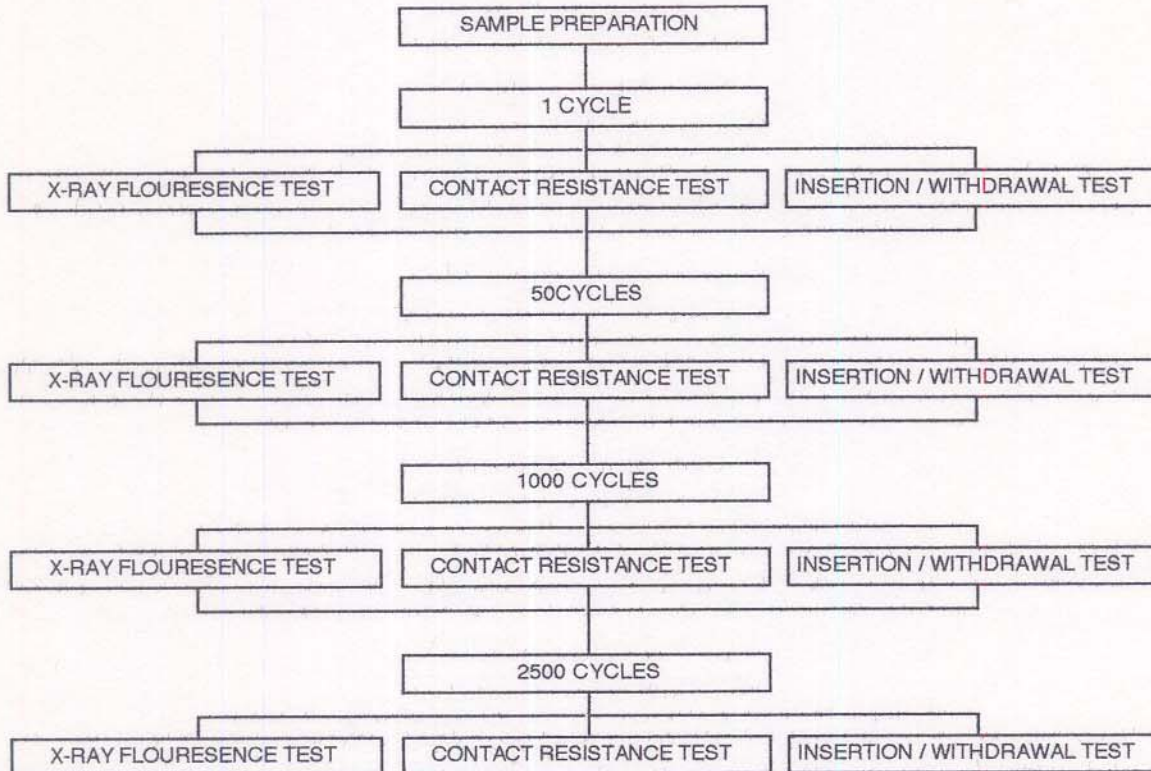 SAMPLE PREPARATION
1 CYCLE
X-RAY FLOURESENCE TEST
CONTACT RESISTANCE TEST
INSERTION / WITHDRAWAL TEST
50CYCLES
X-RAY FLOURESENCE TEST
CONTACT RESISTANCE TEST
INSERTION / WITHDRAWAL TEST
1000 CYCLES
X-RAY FLOURESENCE TEST
CONTACT RESISTANCE TEST
INSERTION / WITHDRAWAL TEST
2500 CYCLES
X-RAY FLOURESENCE TEST
CONTACT RESISTANCE TEST
INSERTION / WITHDRAWAL TEST